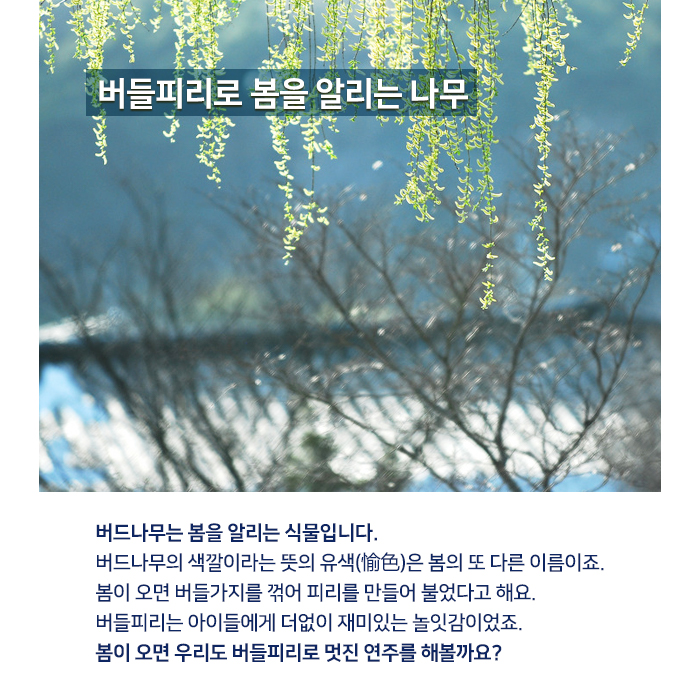 버들피리로 봄을 알리는 나무
버드나무는 봄을 알리는 식물입니다.
버드나무의 색깔이라는 뜻의 유색(愉色)은 봄의 또 다른 이름이죠.
봄이 오면 버들가지를 꺾어 피리를 만들어 불었다고 해요.
버들피리는 아이들에게 더없이 재미있는 놀잇감이었죠.
봄이 오면 우리도 버들피리로 멋진 연주를 해볼까요?